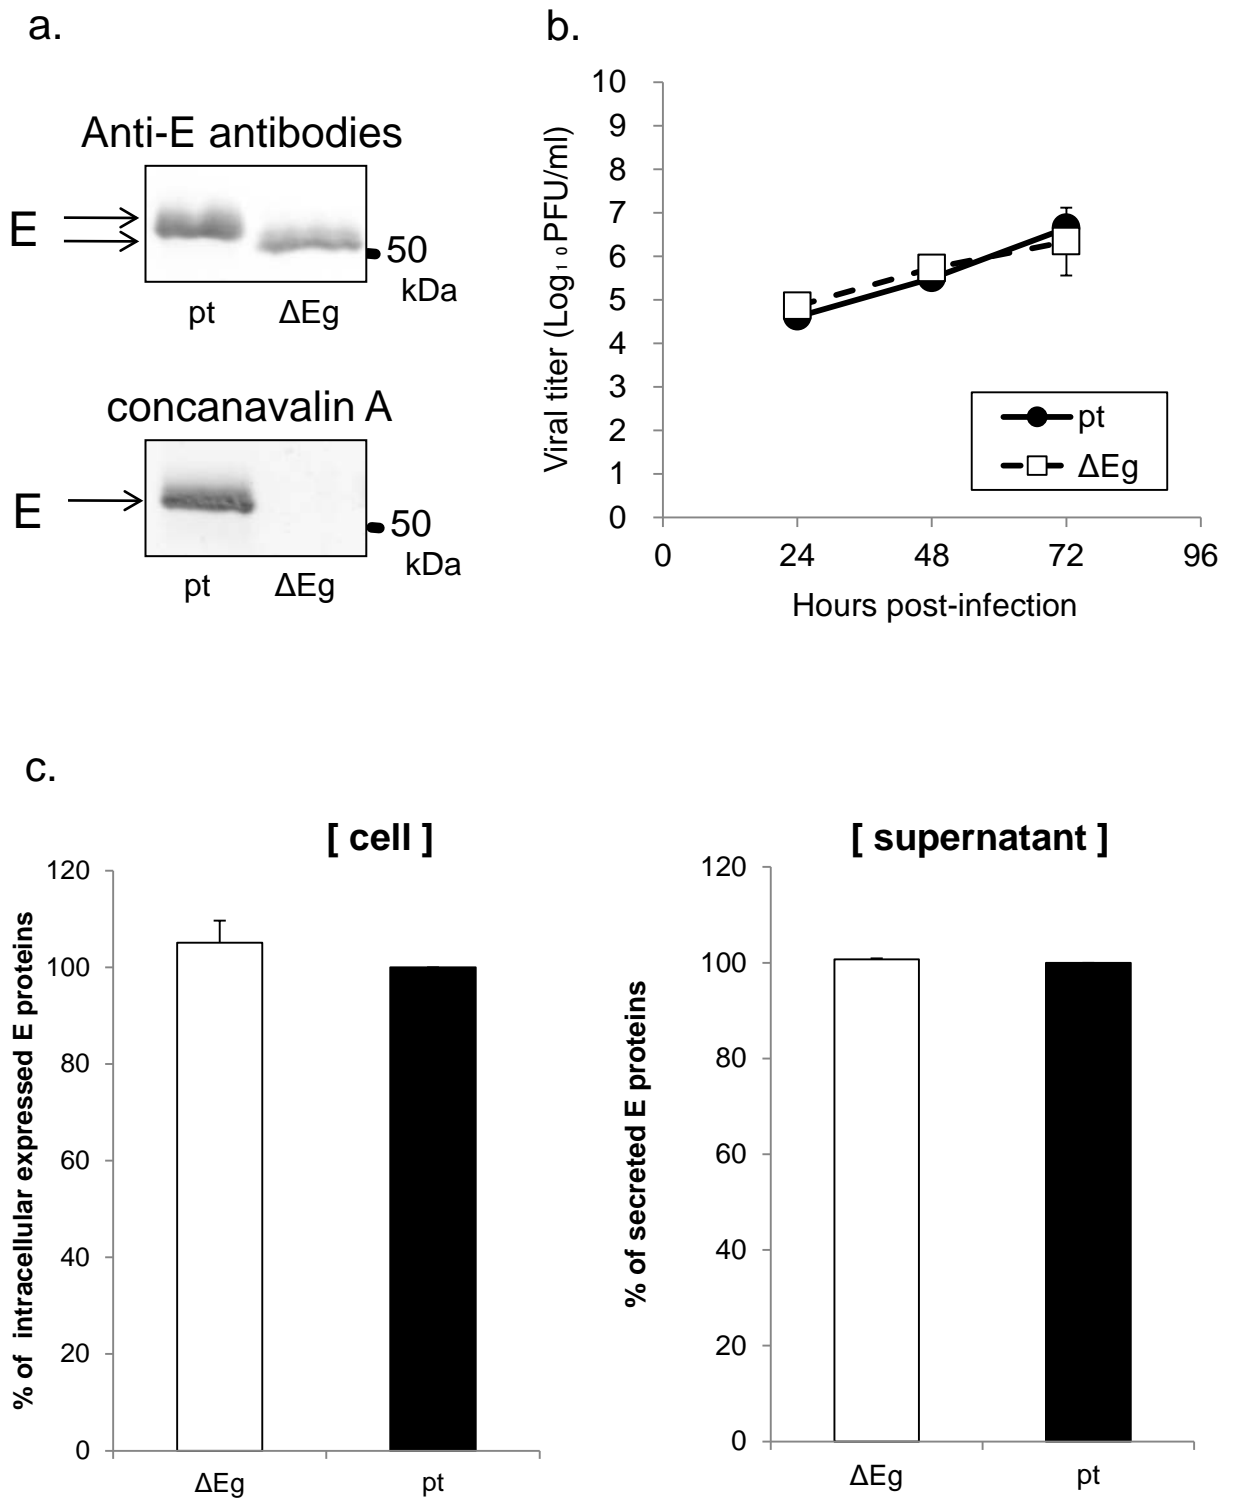 a.
Anti-E antibodies
E
50
kDa
pt ΔEg
concanavalin A
E
50
kDa
pt ΔEg
b.
Viral titer (Log₁₀PFU/ml)
10
9
8
7
6
5
4
3
2
1
0
0 24 48 72 96
Hours post-infection
pt
ΔEg
c.
[ cell ]
% of intracellular expressed E proteins
120
100
80
60
40
20
0
ΔEg pt
[ supernatant ]
% of secreted E proteins
120
100
80
60
40
20
0
ΔEg pt